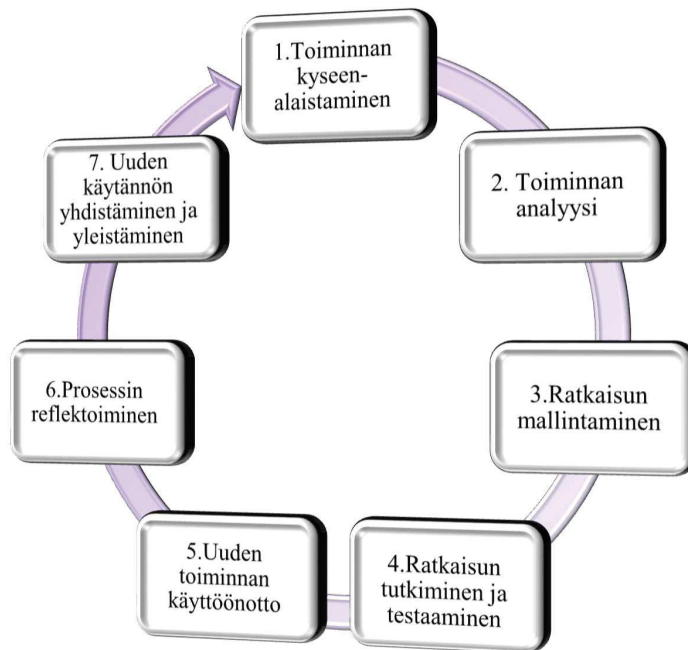 1.Toiminnan
kyseen-
alaistaminen
2. Toiminnan
analyysi
3.Ratkaisun
mallintaminen
4.Ratkaisun
tutkiminen ja
testaaminen
5.Uuden
toiminnan
käyttöönotto
6.Prosessin
reflektoiminen
7. Uuden
käytännön
yhdistäminen ja
yleistäminen